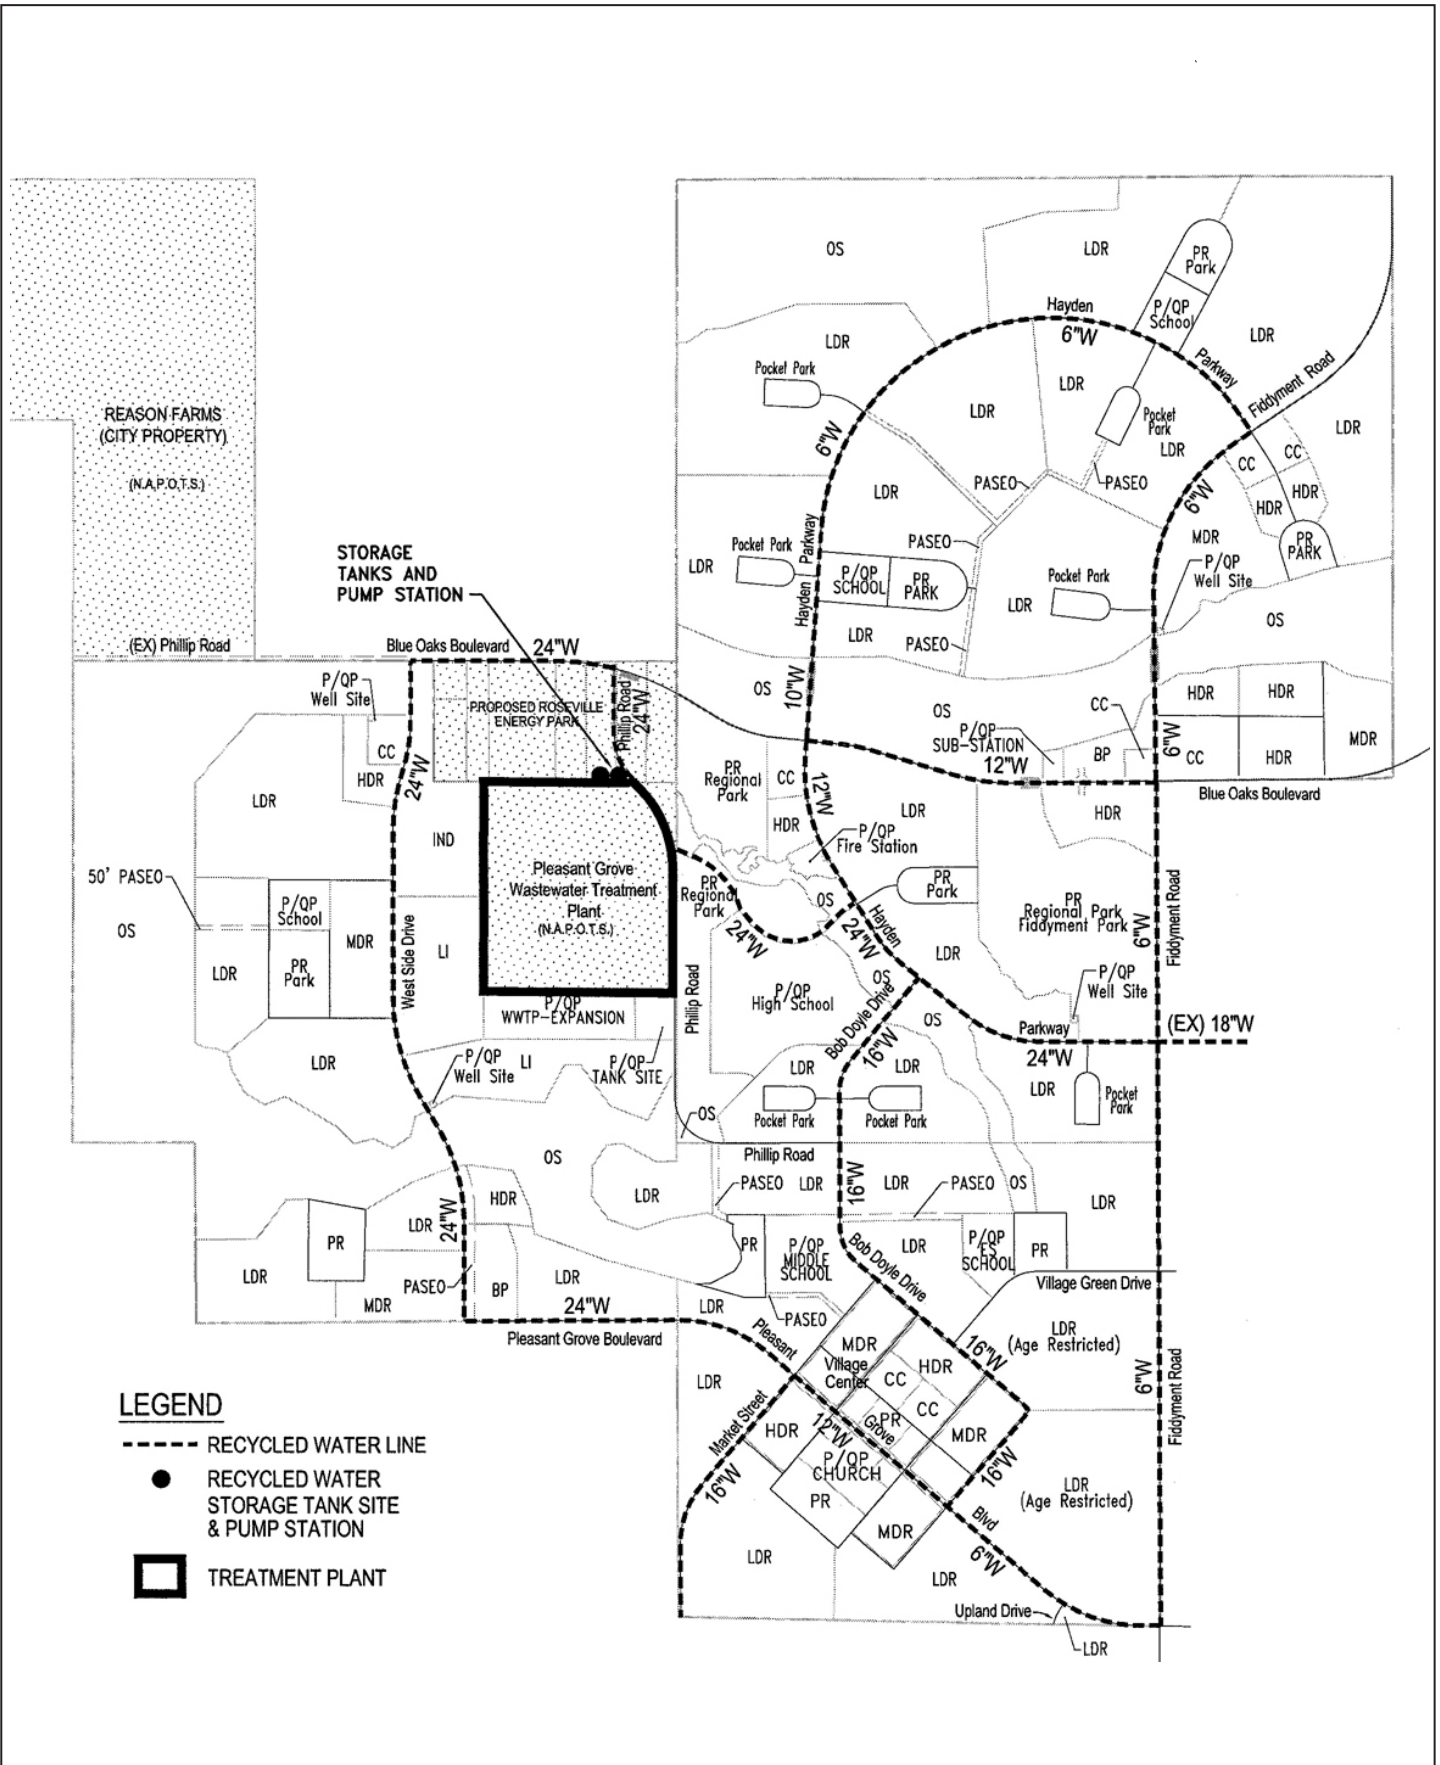 OS
LDR
PR
Park
P/QP
School
Hayden
6"W
LDR
LDR
Parkway
Fiddyment Road
Pocket Park
LDR
LDR
Pocket
Park
LDR
LDR
REASON FARMS
(CITY PROPERTY)
(N.A.P.O.T.S.)
6"W
CC
CC
PASEO
PASEO
LDR
6"W
HDR
HDR
STORAGE
TANKS AND
PUMP STATION
Parkway
Pocket Park
PASEO
MDR
PR
PARK
LDR
P/QP
SCHOOL
PR
PARK
Pocket Park
P/QP
Well Site
Hayden
LDR
LDR
PASEO
OS
(EX) Phillip Road
Blue Oaks Boulevard
24"W
P/QP
Well Site
PROPOSED ROSEVILLE
ENERGY PARK
Phillip Road
24"W
OS
10"W
OS
CC
HDR
HDR
P/QP
SUB-STATION
12"W
BP
6"W
CC
HDR
MDR
Blue Oaks Boulevard
CC
HDR
24"W
LDR
PR
Regional
Park
CC
HDR
12"W
LDR
HDR
P/QP
Fire Station
IND
50' PASEO
OS
P/QP
School
MDR
PR
Park
LDR
West Side Drive
LI
Pleasant Grove
Wastewater Treatment
Plant
(N.A.P.O.T.S.)
PR
Regional
Park
24"W
OS
24"W
Hayden
PR
Park
PR
Regional Park
Fiddyment Park
6"W
Fiddyment Road
LDR
P/QP
WWTP-EXPANSION
Phillip Road
P/QP
High School
OS
Bob Doyle Drive
16"W
OS
P/QP
Well Site
Parkway
24"W
(EX) 18"W
LDR
P/QP
Well Site
LI
P/QP
TANK SITE
LDR
LDR
LDR
Pocket Park
Pocket Park
Pocket
Park
OS
Phillip Road
OS
LDR
HDR
24"W
LDR
PR
LDR
MDR
PASEO
BP
LDR
24"W
Pleasant Grove Boulevard
PASEO
LDR
16"W
LDR
PASEO
OS
LDR
PR
P/QP
MIDDLE
SCHOOL
Bob Doyle Drive
LDR
P/QP
ES
SCHOOL
PR
Village Green Drive
LDR
PASEO
Pleasant
MDR
Village
Center
CC
HDR
16"W
LDR
(Age Restricted)
6"W
Fiddyment Road
LDR
Market Street
16"W
HDR
12"W
Grove
PR
CC
MDR
16"W
P/QP
CHURCH
PR
MDR
Blvd
6"W
LDR
(Age Restricted)
LDR
LDR
Upland Drive
LDR
LEGEND
RECYCLED WATER LINE
RECYCLED WATER
STORAGE TANK SITE
& PUMP STATION
TREATMENT PLANT